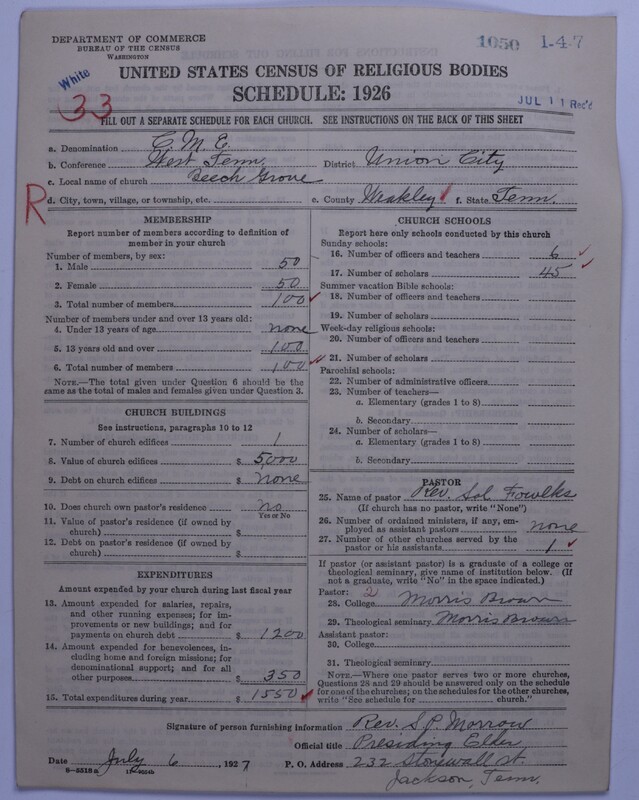 DEPARTMENT OF COMMERCE
BUREAU OF THE CENSUS
WASHINGTON
1050 1-4-7
White
33
UNITED STATES CENSUS OF RELIGIOUS BODIES
SCHEDULE: 1926
JUL 11 Rec'd
FILL OUT A SEPARATE SCHEDULE FOR EACH CHURCH. SEE INSTRUCTIONS ON THE BACK OF THIS SHEET
a. Denomination C. M. E.
b. Conference West Tenn. District Union City
c. Local name of church Beech Grove
R
d. City, town, village, or township, etc. e. County Weakley f. State Tenn.
MEMBERSHIP
Report number of members according to definition of
member in your church
Number of members, by sex:
1. Male 50
2. Female 50
3. Total number of members 100
Number of members under and over 13 years old:
4. Under 13 years of age none
5. 13 years old and over 100
6. Total number of members 100
NOTE.—The total given under Question 6 should be the
same as the total of males and females given under Question 3.
CHURCH BUILDINGS
See instructions, paragraphs 10 to 12
7. Number of church edifices 1
8. Value of church edifices $ 5,000
9. Debt on church edifices $ none
10. Does church own pastor's residence no
Yes or No
11. Value of pastor's residence (if owned by
church) $
12. Debt on pastor's residence (if owned by
church) $
EXPENDITURES
Amount expended by your church during last fiscal year
13. Amount expended for salaries, repairs,
and other running expenses; for im-
provements or new buildings; and for
payments on church debt $ 1200
14. Amount expended for benevolences, in-
cluding home and foreign missions; for
denominational support; and for all
other purposes $ 350
15. Total expenditures during year $ 1550
CHURCH SCHOOLS
Report here only schools conducted by this church
Sunday schools:
16. Number of officers and teachers 6
17. Number of scholars 45
Summer vacation Bible schools:
18. Number of officers and teachers
19. Number of scholars
Week-day religious schools:
20. Number of officers and teachers
21. Number of scholars
Parochial schools:
22. Number of administrative officers
23. Number of teachers—
a. Elementary (grades 1 to 8)
b. Secondary
24. Number of scholars—
a. Elementary (grades 1 to 8)
b. Secondary
PASTOR
25. Name of pastor Rev. Sol Fowlks
(If church has no pastor, write "None")
26. Number of ordained ministers, if any, em-
ployed as assistant pastors none
27. Number of other churches served by the
pastor or his assistants 1
If pastor (or assistant pastor) is a graduate of a college or
theological seminary, give name of institution below. (If
not a graduate, write "No" in the space indicated.)
Pastor: 2
28. College Morris Brown
29. Theological seminary Morris Brown
Assistant pastor:
30. College
31. Theological seminary
NOTE.—Where one pastor serves two or more churches,
Questions 28 and 29 should be answered only on the schedule
for one of the churches; on the schedules for the other churches,
write "See schedule for church."
Signature of person furnishing information Rev. S. P. Morrow
Official title Presiding Elder
Date July 6, 1927 P. O. Address 232 Stonewall st.
Jackson, Tenn.